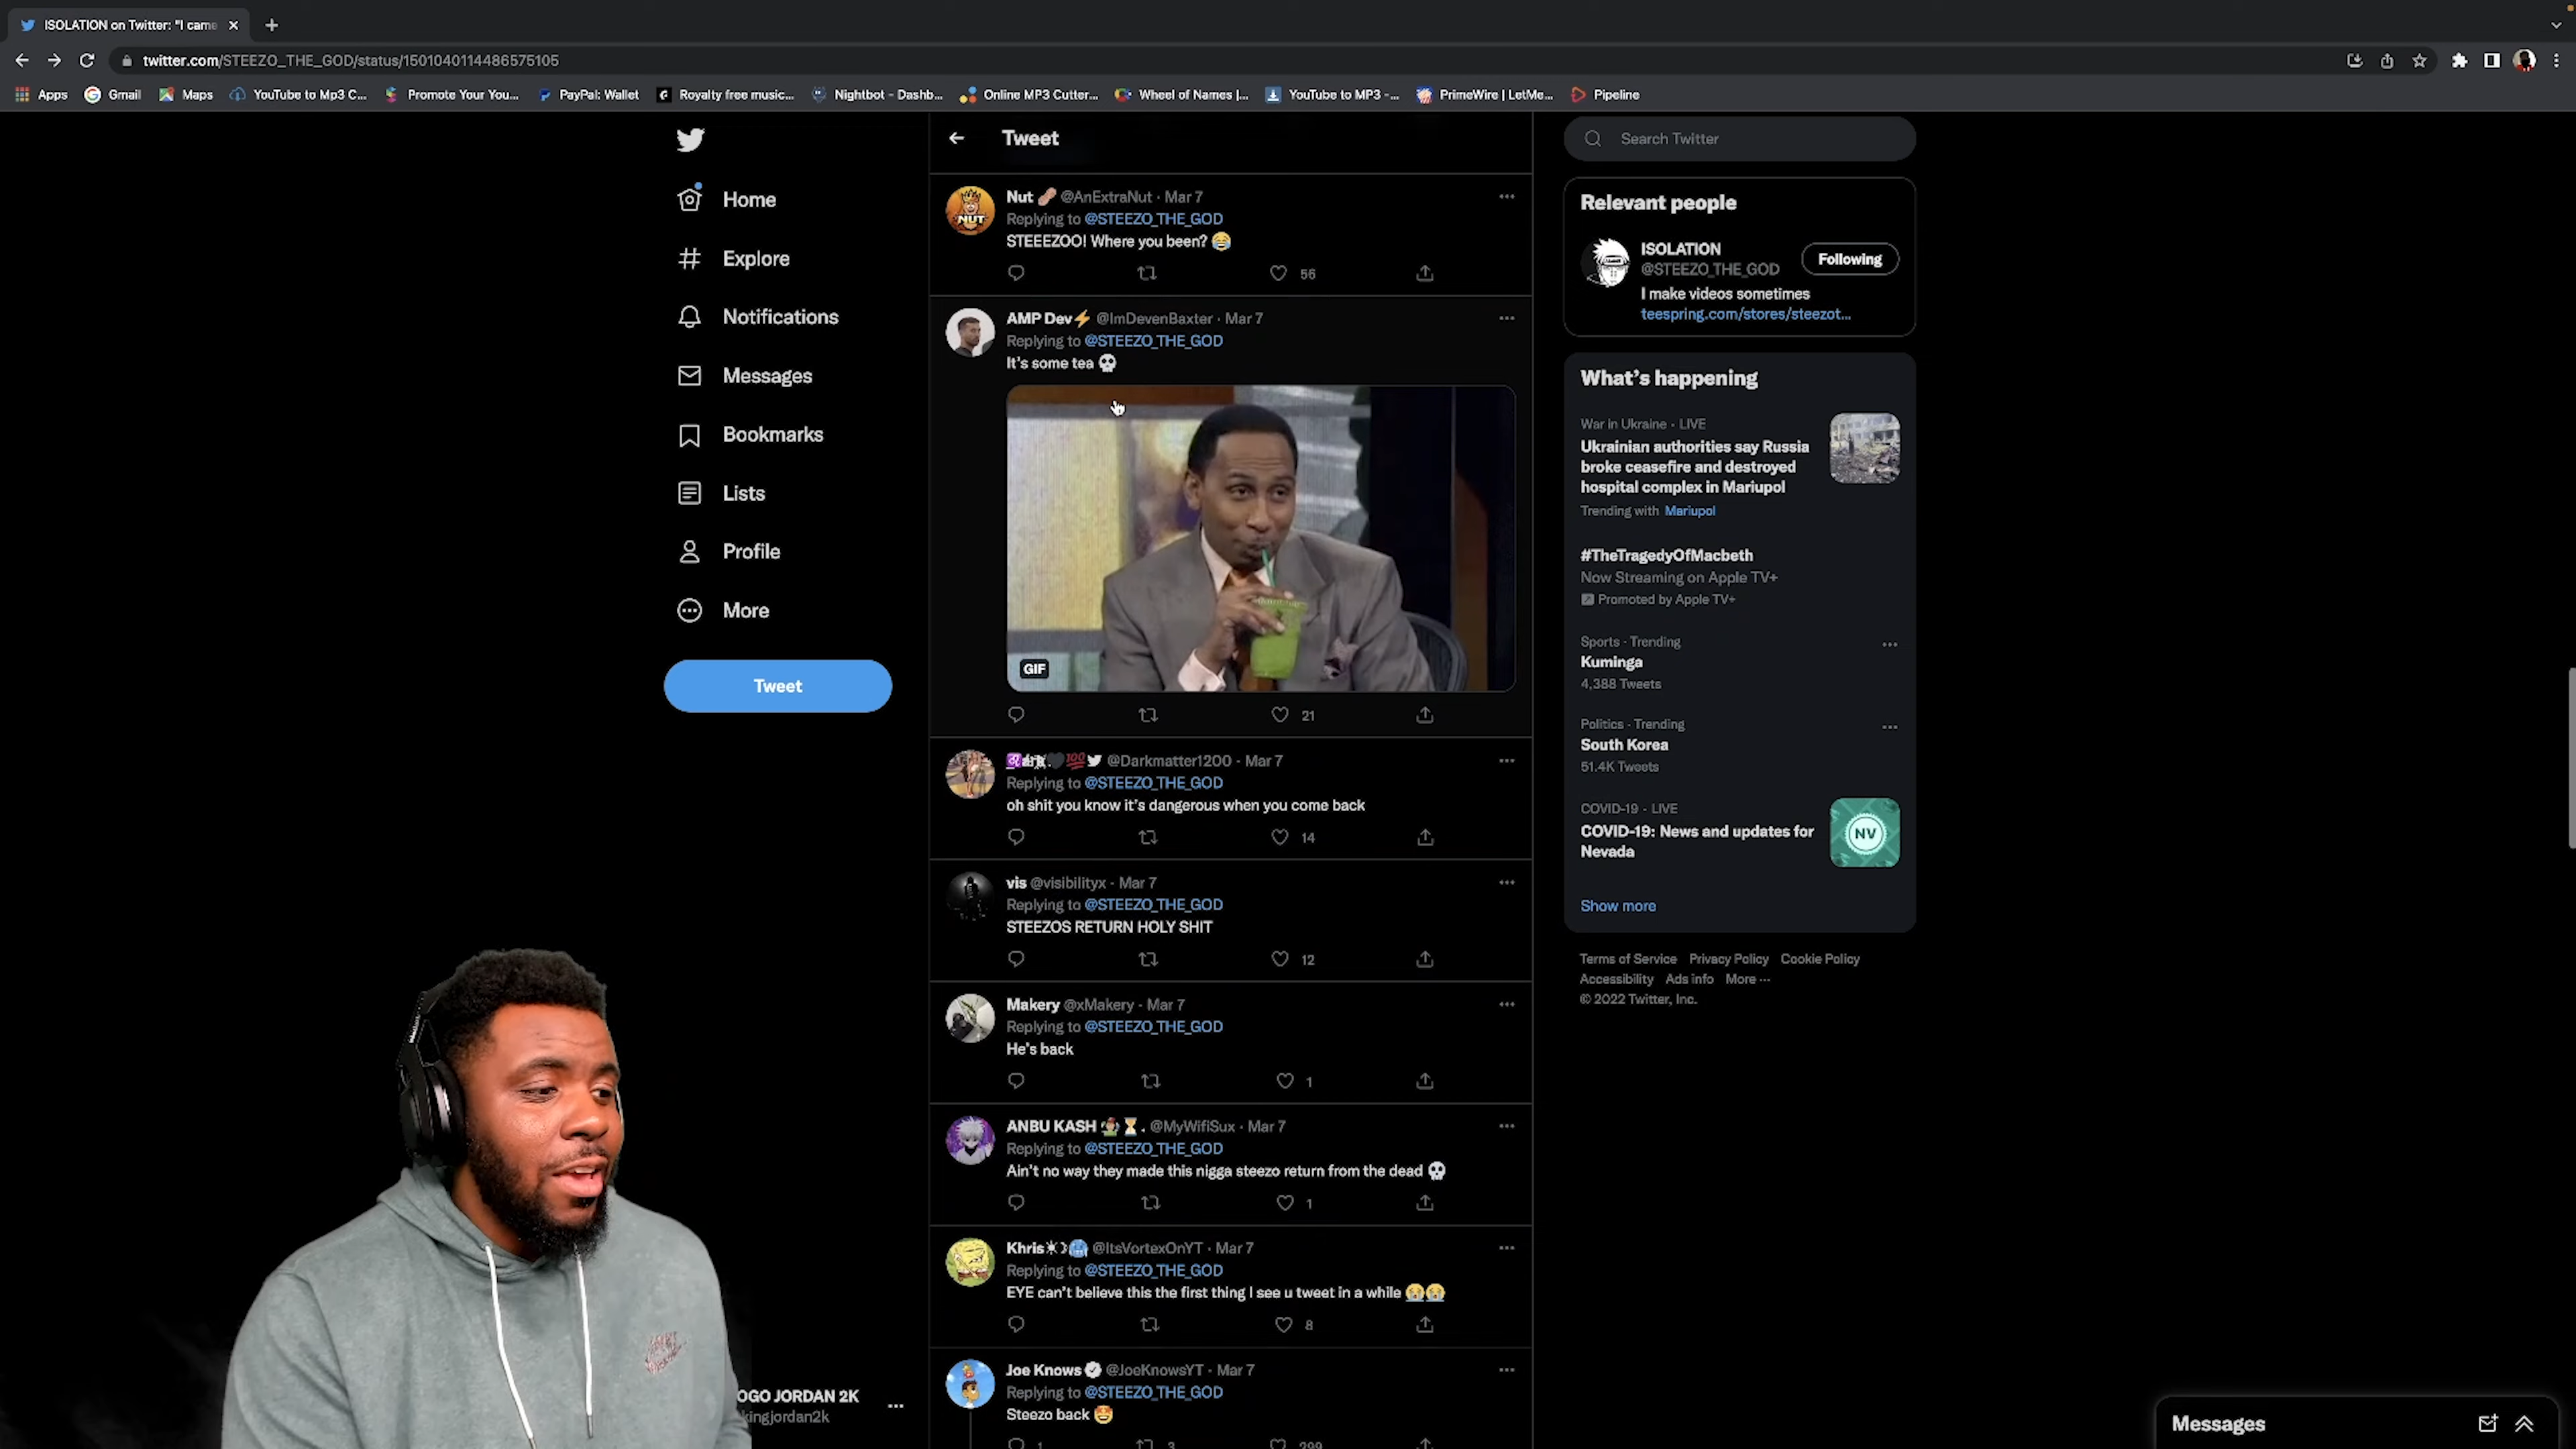 ISOLATION on Twitter: "I came
twitter.com/STEEZO_THE_GOD/status/1501040114486575105
Apps
Gmail
Maps
YouTube to Mp3 C...
Promote Your You...
PayPal: Wallet
Royalty free music...
Nightbot - Dashb...
Online MP3 Cutter...
Wheel of Names |...
YouTube to MP3 -...
PrimeWire | LetMe...
Pipeline
Home
Explore
Notifications
Messages
Bookmarks
Lists
Profile
More
Tweet
OGO JORDAN 2K
kingjordan2k
Tweet
NUT
Nut @AnExtraNut · Mar 7
Replying to @STEEZO_THE_GOD
STEEEZOO! Where you been? 😂
56
AMP Dev⚡ @ImDevenBaxter · Mar 7
Replying to @STEEZO_THE_GOD
It's some tea 💀
GIF
21
@Darkmatter1200 · Mar 7
Replying to @STEEZO_THE_GOD
oh shit you know it's dangerous when you come back
14
vis @visibilityx · Mar 7
Replying to @STEEZO_THE_GOD
STEEZOS RETURN HOLY SHIT
12
Makery @xMakery · Mar 7
Replying to @STEEZO_THE_GOD
He's back
1
ANBU KASH ⏳. @MyWifiSux · Mar 7
Replying to @STEEZO_THE_GOD
Ain't no way they made this nigga steezo return from the dead 💀
1
Khris @ItsVortexOnYT · Mar 7
Replying to @STEEZO_THE_GOD
EYE can't believe this the first thing I see u tweet in a while 😭😭
8
Joe Knows @JoeKnowsYT · Mar 7
Replying to @STEEZO_THE_GOD
Steezo back 🤩
1 3 299
Search Twitter
Relevant people
ISOLATION
@STEEZO_THE_GOD
Following
I make videos sometimes
teespring.com/stores/steezot...
What's happening
War in Ukraine · LIVE
Ukrainian authorities say Russia
broke ceasefire and destroyed
hospital complex in Mariupol
Trending with Mariupol
#TheTragedyOfMacbeth
Now Streaming on Apple TV+
Promoted by Apple TV+
Sports · Trending
Kuminga
4,388 Tweets
Politics · Trending
South Korea
51.4K Tweets
COVID-19 · LIVE
COVID-19: News and updates for
Nevada
NV
Show more
Terms of Service Privacy Policy Cookie Policy
Accessibility Ads info More ···
© 2022 Twitter, Inc.
Messages